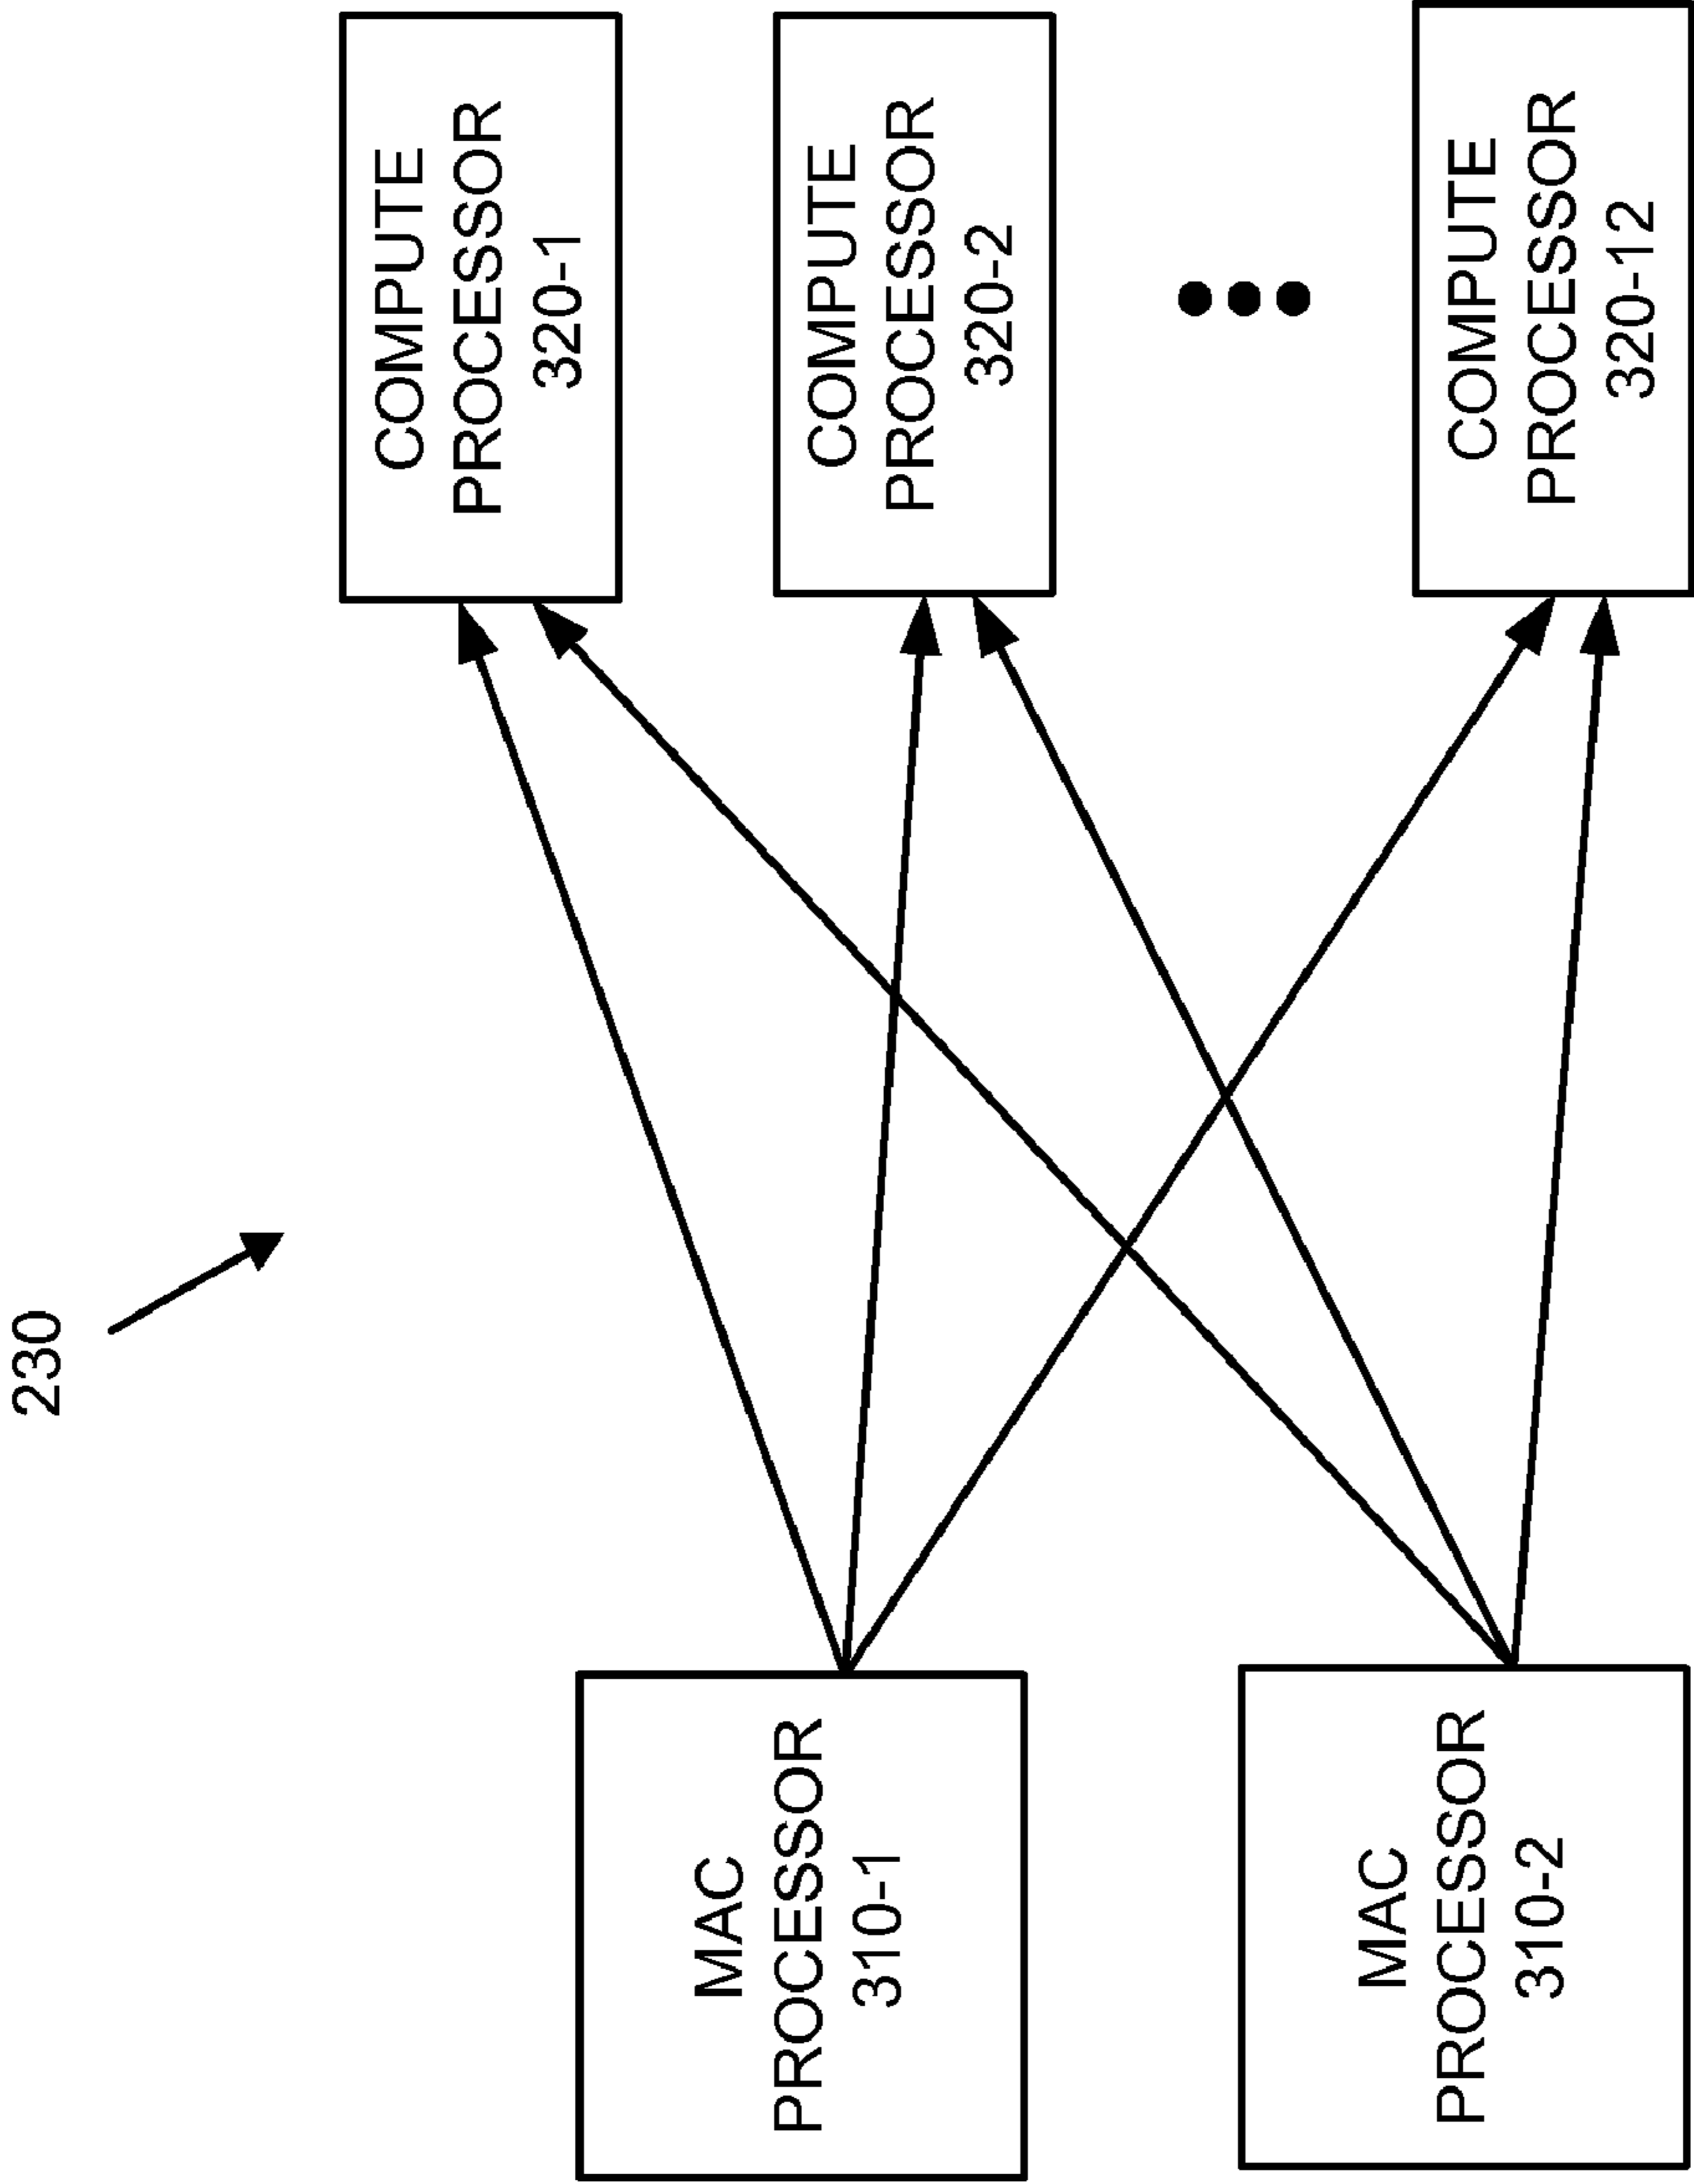 230
MAC
PROCESSOR
310-1
MAC
PROCESSOR
310-2
COMPUTE
PROCESSOR
320-1
COMPUTE
PROCESSOR
320-2
COMPUTE
PROCESSOR
320-12